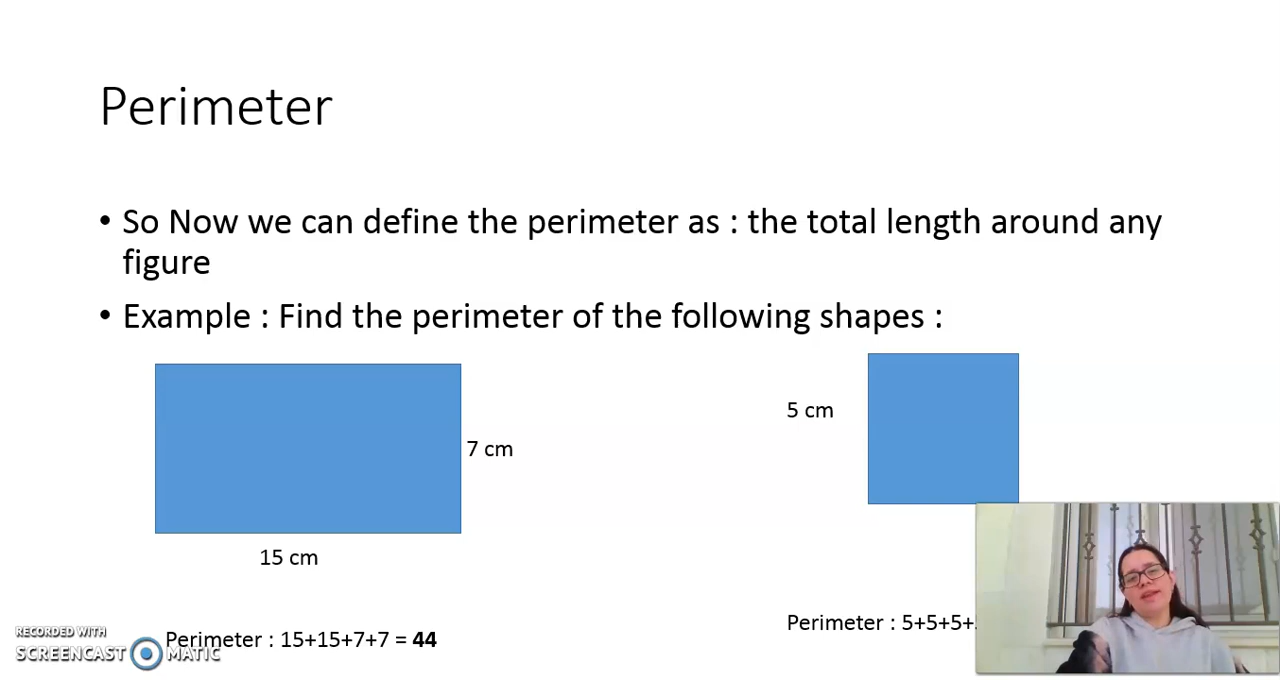 Perimeter
• So Now we can define the perimeter as : the total length around any
figure
• Example : Find the perimeter of the following shapes :
5 cm
7 cm
15 cm
Perimeter : 5+5+5+
Perimeter : 15+15+7+7 = 44
RECORDED WITH
SCREENCAST MATIC